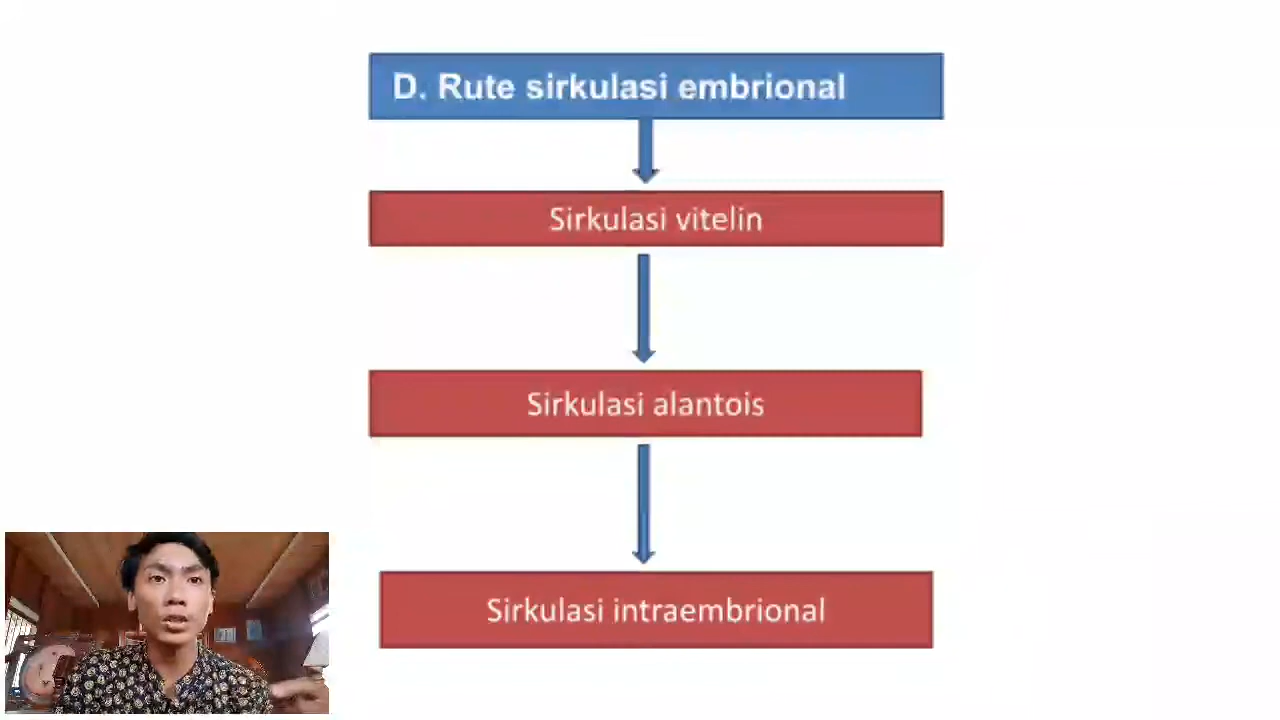 D. Rute sirkulasi embrional
Sirkulasi vitelin
Sirkulasi alantois
Sirkulasi intraembrional